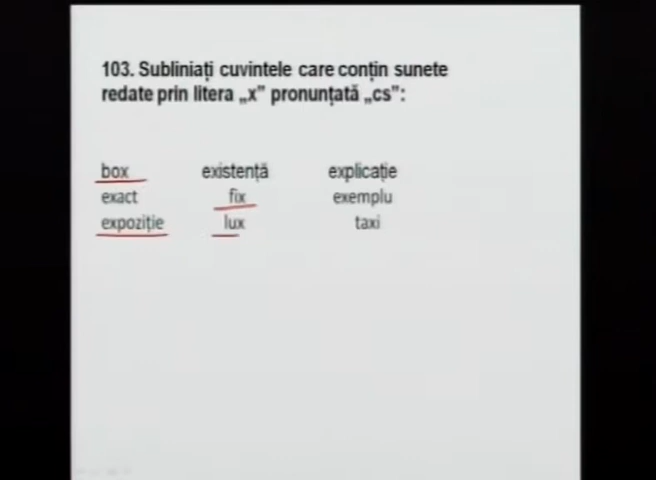 103. Subliniați cuvintele care conțin sunete
redate prin litera „x” pronunțată „cs”:
box existență explicație
exact fix exemplu
expoziție lux taxi